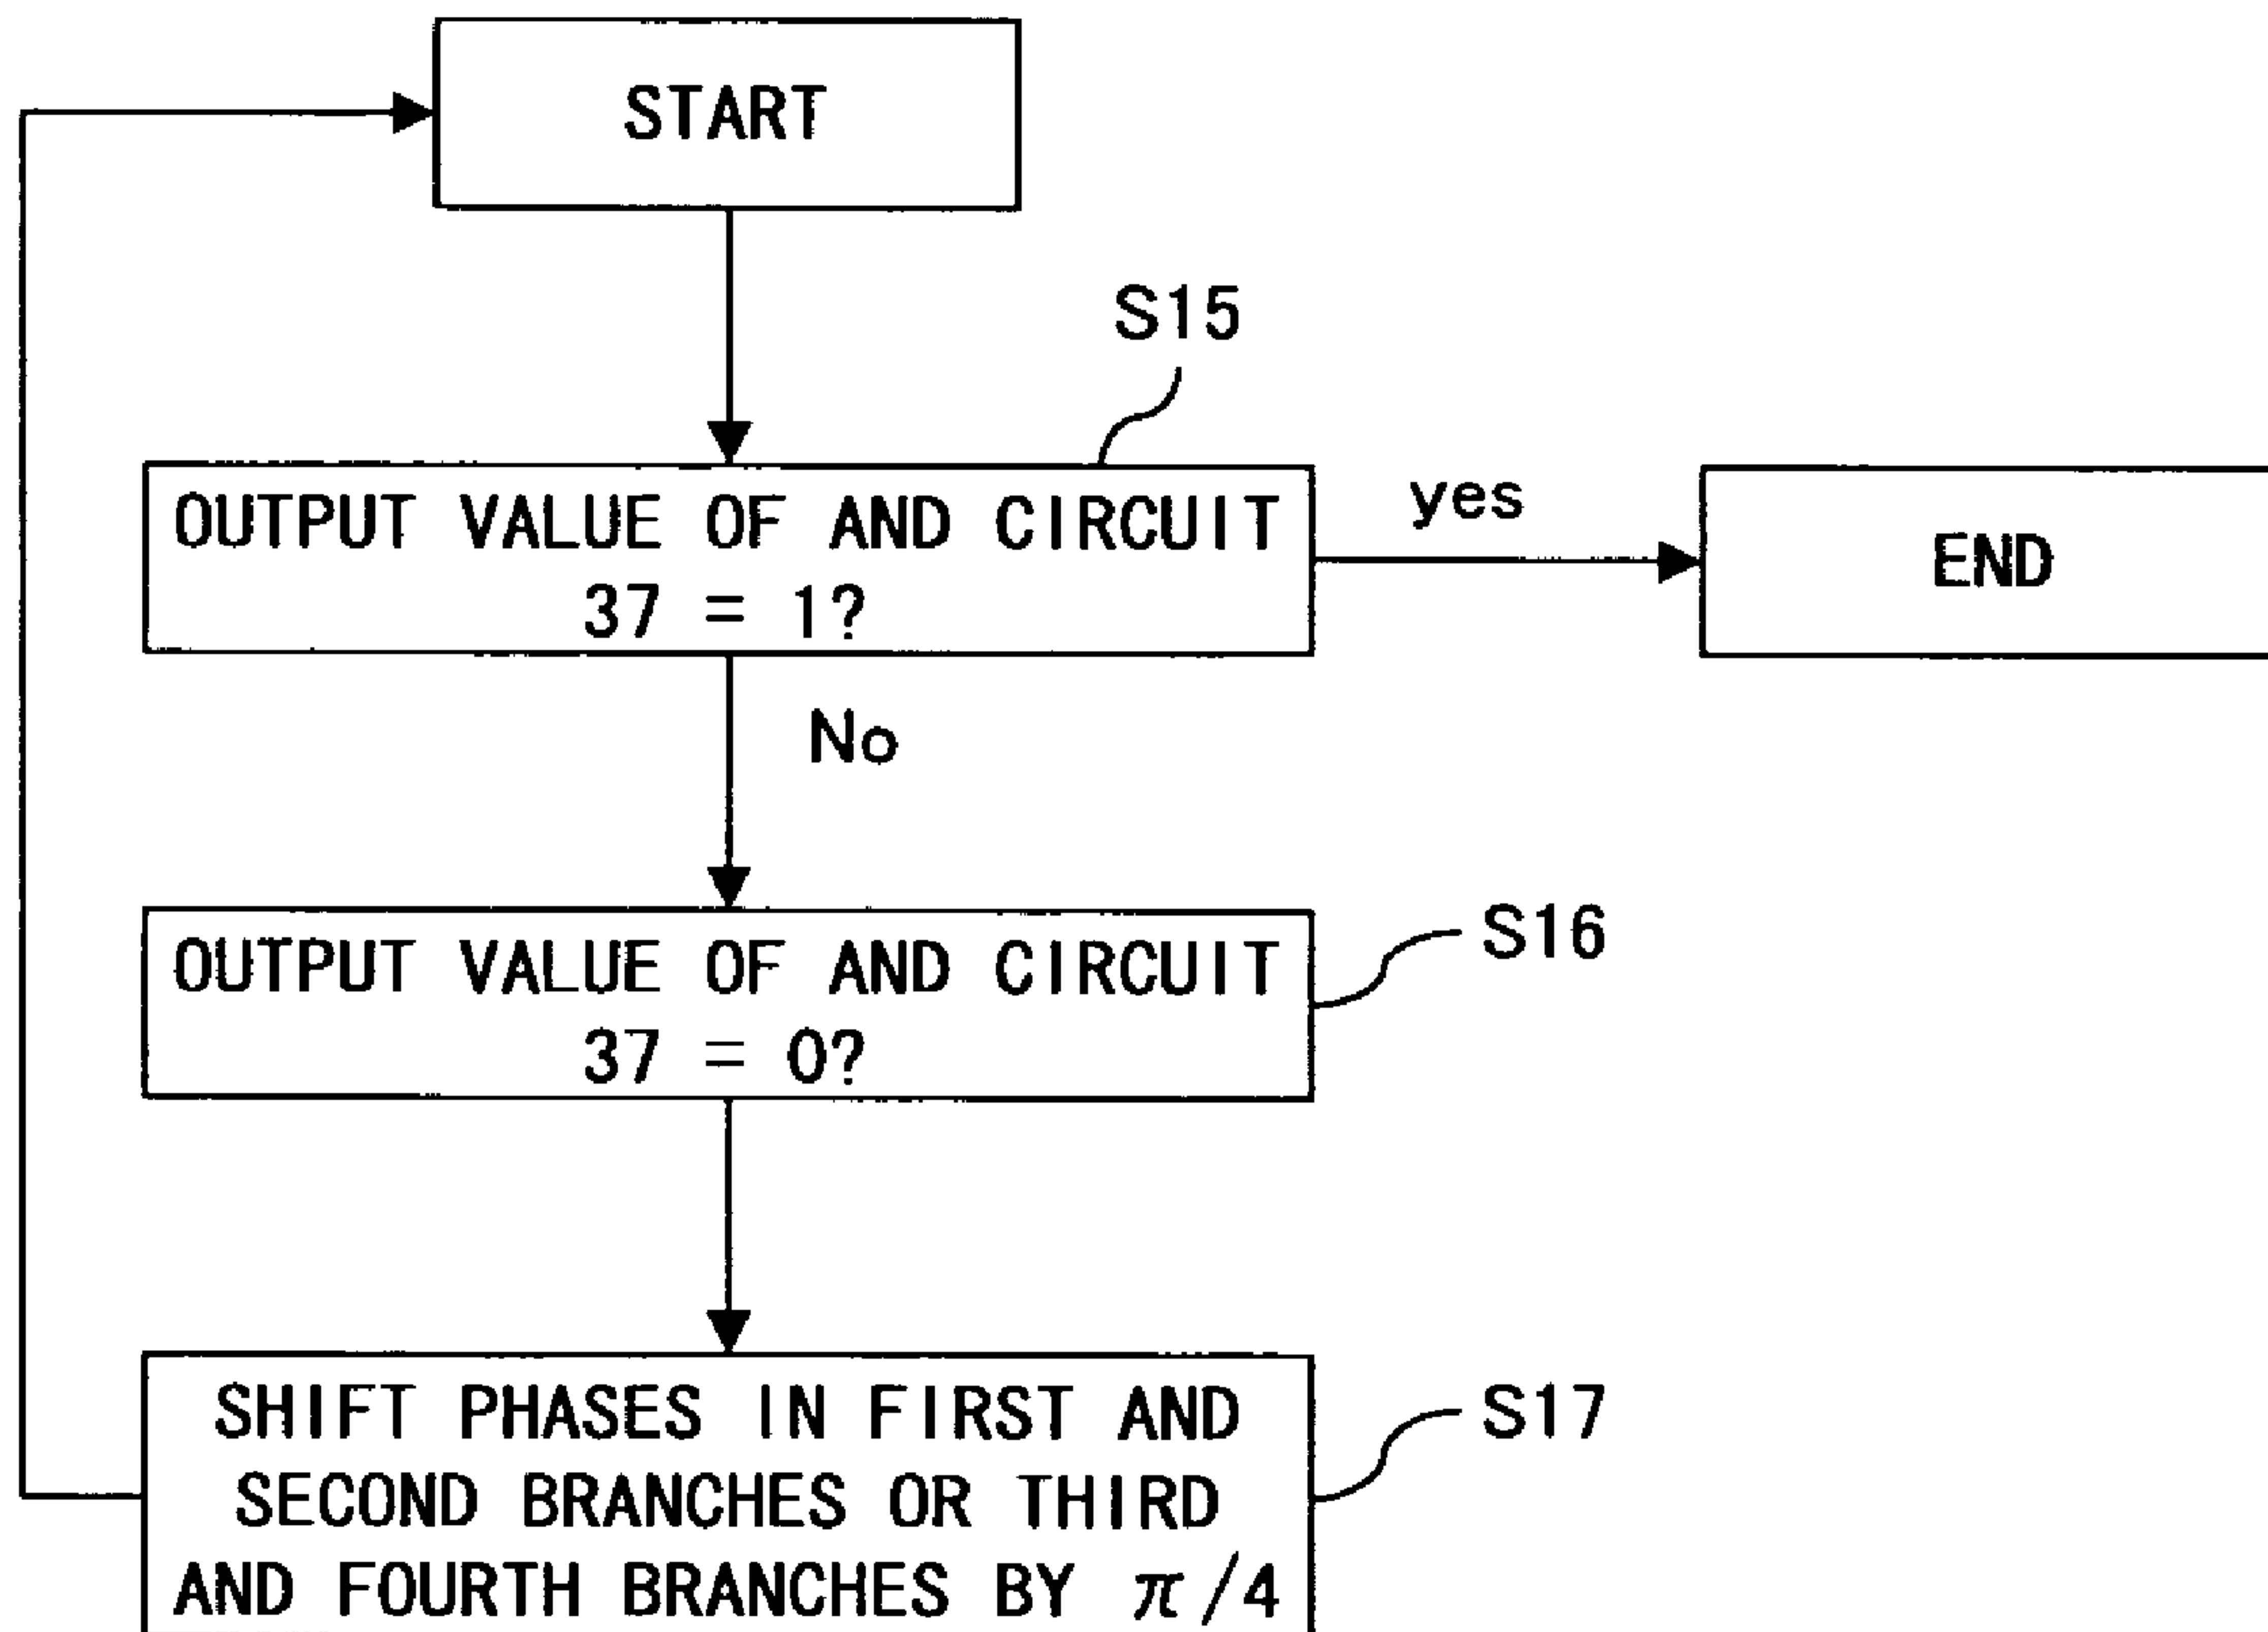 START
S15
OUTPUT VALUE OF AND CIRCUIT
37 = 1?
yes
END
No
OUTPUT VALUE OF AND CIRCUIT
37 = 0?
S16
SHIFT PHASES IN FIRST AND
SECOND BRANCHES OR THIRD
AND FOURTH BRANCHES BY π/4
S17